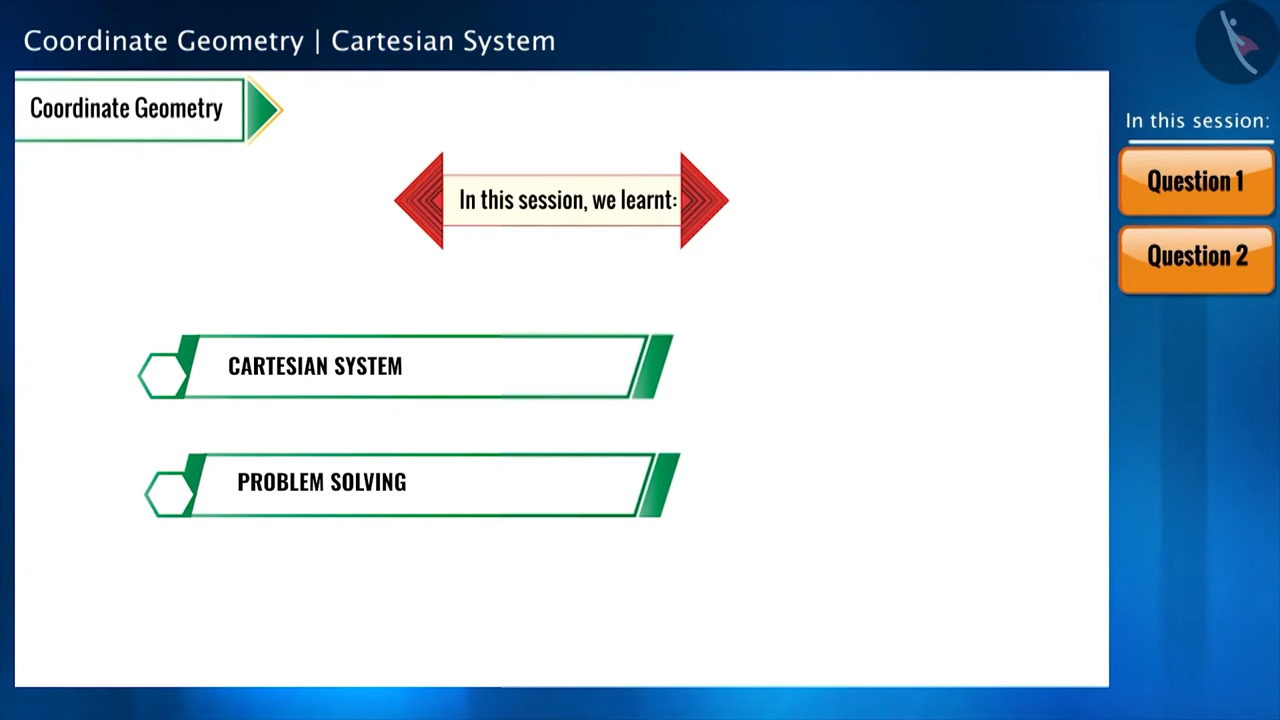 Coordinate Geometry | Cartesian System
Coordinate Geometry
In this session, we learnt:
CARTESIAN SYSTEM
PROBLEM SOLVING
In this session:
Question 1
Question 2